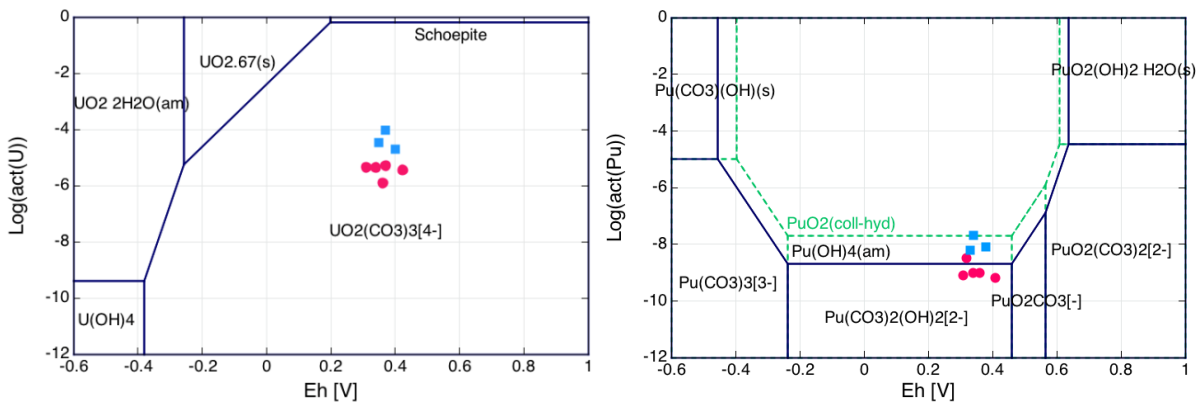 0
-2
-4
-6
-8
-10
-12
Log(act(U))
Schoepite
UO2.67(s)
UO2 2H2O(am)
UO2(CO3)3[4-]
U(OH)4
-0.6 -0.4 -0.2 0 0.2 0.4 0.6 0.8 1
Eh [V]
0
-2
-4
-6
-8
-10
-12
Log(act(Pu))
PuO2(OH)2 H2O(s)
Pu(CO3)(OH)(s)
PuO2(coll-hyd)
Pu(OH)4(am)
PuO2(CO3)2[2-]
Pu(CO3)3[3-]
PuO2CO3[-]
Pu(CO3)2(OH)2[2-]
-0.6 -0.4 -0.2 0 0.2 0.4 0.6 0.8 1
Eh [V]